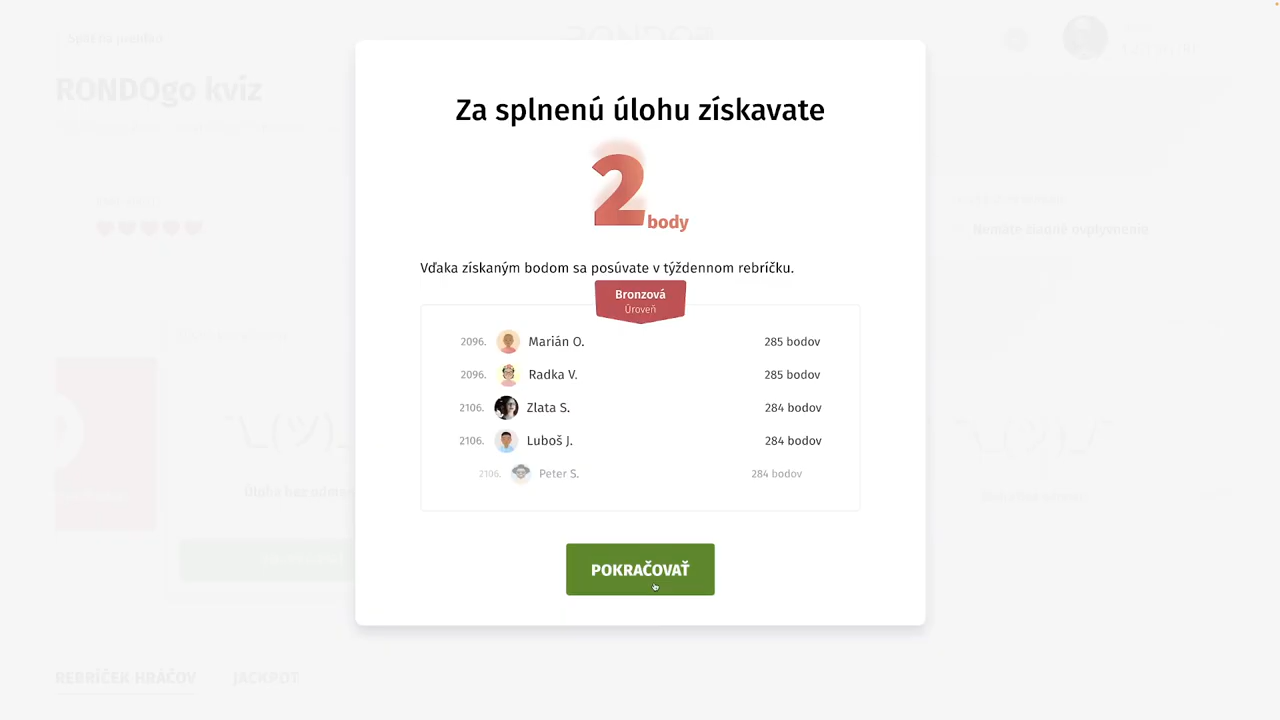 RONDOgo kvíz
Za splnenú úlohu získavate
2 body
Vďaka získaným bodom sa posúvate v týždennom rebríčku.
Bronzová
Úroveň
2096. Marián O. 285 bodov
2096. Radka V. 285 bodov
2106. Zlata S. 284 bodov
2106. Luboš J. 284 bodov
2106. Peter S. 284 bodov
POKRAČOVAŤ
REBRÍČEK HRÁČOV JACKPOT